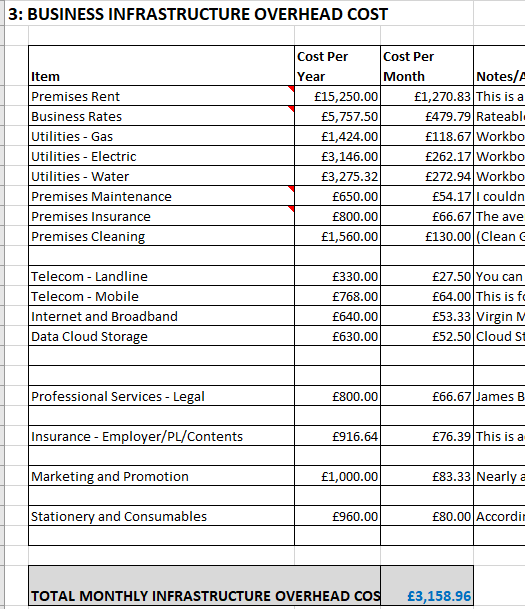 3: BUSINESS INFRASTRUCTURE OVERHEAD COST
Cost Per Cost Per
Item Year Month Notes/A
Premises Rent £15,250.00 £1,270.83 This is a
Business Rates £5,757.50 £479.79 Rateabl
Utilities - Gas £1,424.00 £118.67 Workbo
Utilities - Electric £3,146.00 £262.17 Workbo
Utilities - Water £3,275.32 £272.94 Workbo
Premises Maintenance £650.00 £54.17 I couldn
Premises Insurance £800.00 £66.67 The ave
Premises Cleaning £1,560.00 £130.00 (Clean G
Telecom - Landline £330.00 £27.50 You can
Telecom - Mobile £768.00 £64.00 This is fo
Internet and Broadband £640.00 £53.33 Virgin M
Data Cloud Storage £630.00 £52.50 Cloud St
Professional Services - Legal £800.00 £66.67 James B
Insurance - Employer/PL/Contents £916.64 £76.39 This is a
Marketing and Promotion £1,000.00 £83.33 Nearly a
Stationery and Consumables £960.00 £80.00 Accordin
TOTAL MONTHLY INFRASTRUCTURE OVERHEAD COS £3,158.96